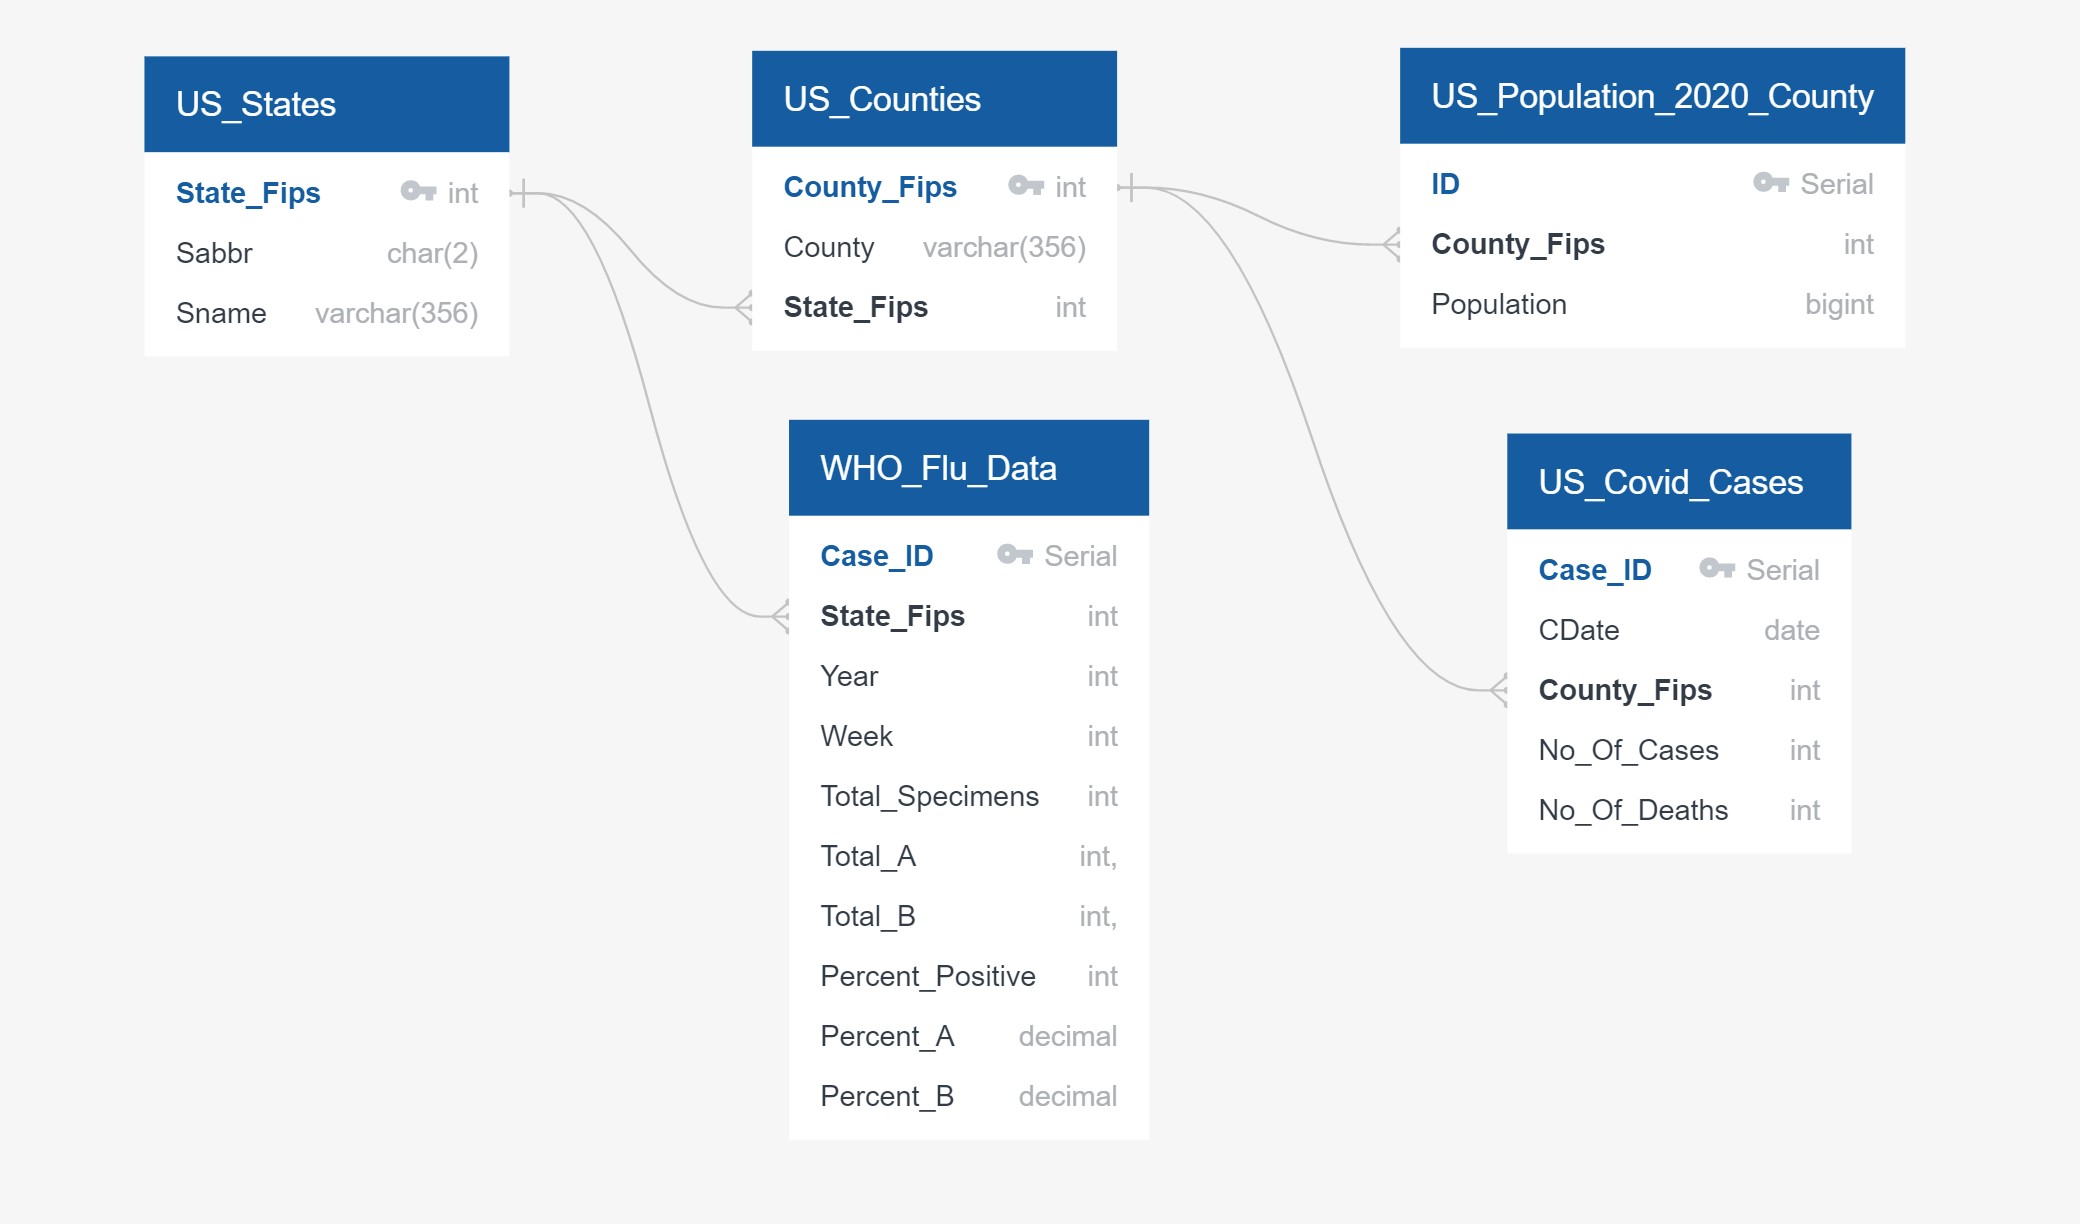 US_States
State_Fips int
Sabbr char(2)
Sname varchar(356)
US_Counties
County_Fips int
County varchar(356)
State_Fips int
US_Population_2020_County
ID Serial
County_Fips int
Population bigint
WHO_Flu_Data
Case_ID Serial
State_Fips int
Year int
Week int
Total_Specimens int
Total_A int,
Total_B int,
Percent_Positive int
Percent_A decimal
Percent_B decimal
US_Covid_Cases
Case_ID Serial
CDate date
County_Fips int
No_Of_Cases int
No_Of_Deaths int